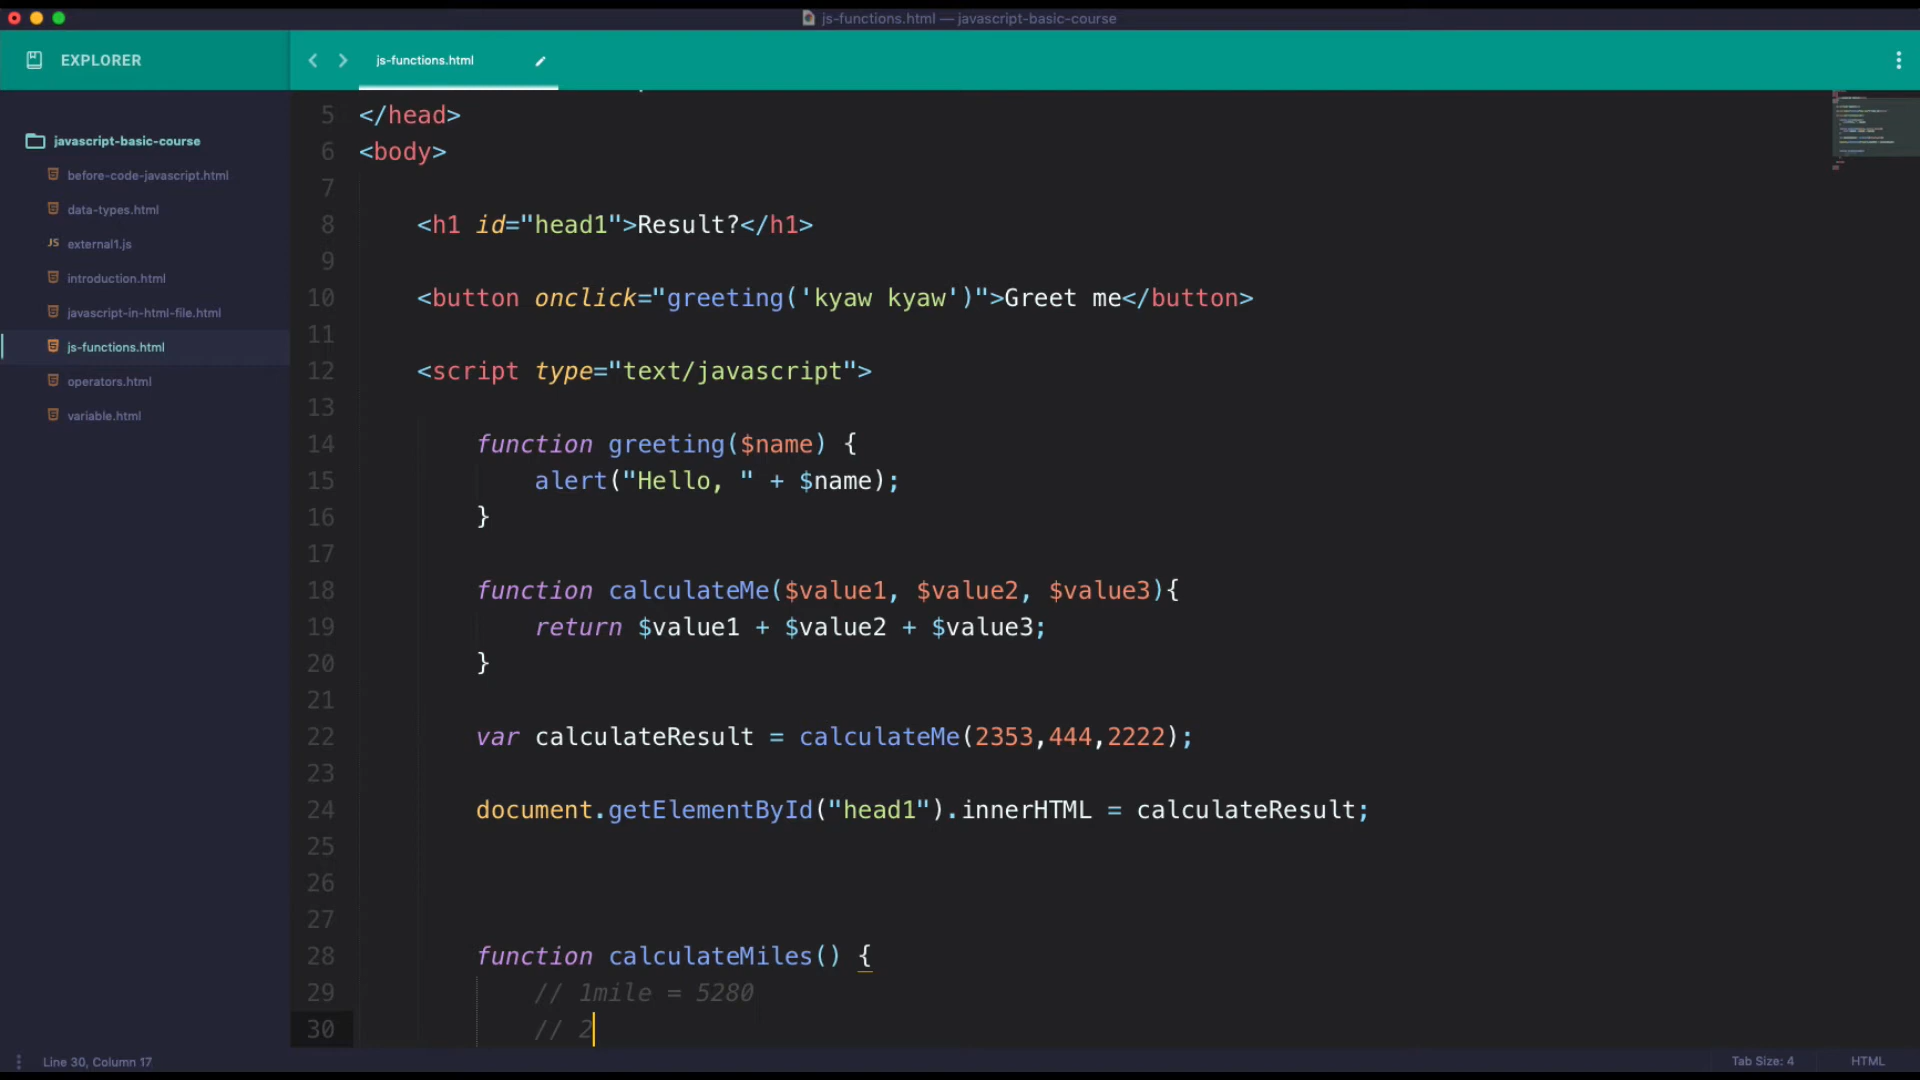 js-functions.html — javascript-basic-course
EXPLORER
js-functions.html
javascript-basic-course
before-code-javascript.html
data-types.html
JS external1.js
introduction.html
javascript-in-html-file.html
js-functions.html
operators.html
variable.html
5 </head>
6 <body>
7
8 <h1 id="head1">Result?</h1>
9
10 <button onclick="greeting('kyaw kyaw')">Greet me</button>
11
12 <script type="text/javascript">
13
14 function greeting($name) {
15 alert("Hello, " + $name);
16 }
17
18 function calculateMe($value1, $value2, $value3){
19 return $value1 + $value2 + $value3;
20 }
21
22 var calculateResult = calculateMe(2353,444,2222);
23
24 document.getElementById("head1").innerHTML = calculateResult;
25
26
27
28 function calculateMiles() {
29 // 1mile = 5280
30 // 2
Line 30, Column 17
Tab Size: 4
HTML